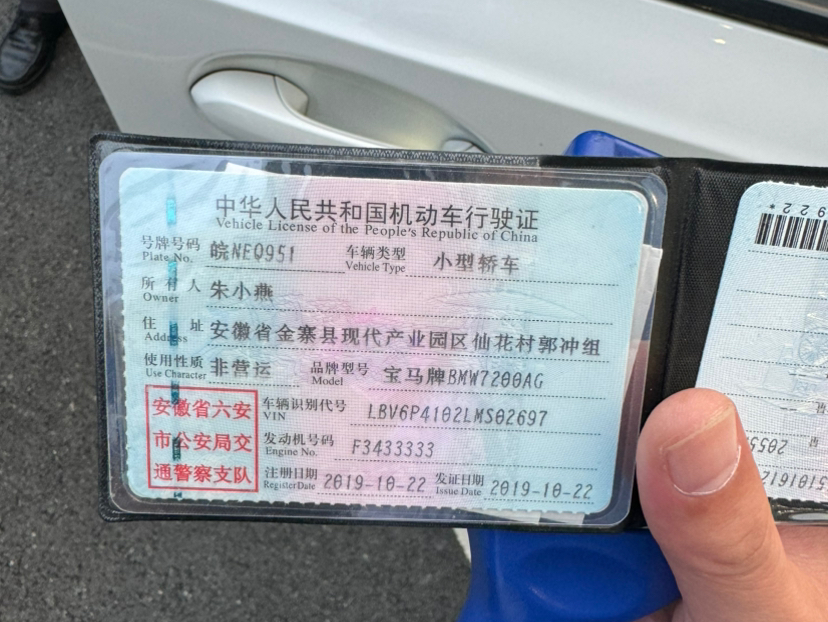 中华人民共和国机动车行驶证
Vehicle License of the People's Republic of China
号牌号码 皖NEQ951 车辆类型 小型轿车
Plate No. Vehicle Type
所有人 朱小燕
Owner
住址 安徽省金寨县现代产业园区仙花村郭冲组
Address
使用性质 非营运 品牌型号 宝马牌BMW7200AG
Use Character Model
安徽省六安
市公安局交
通警察支队
车辆识别代号 LBV6P4102LMS02697
VIN
发动机号码 F3433333
Engine No.
注册日期 2019-10-22 发证日期 2019-10-22
Register Date Issue Date